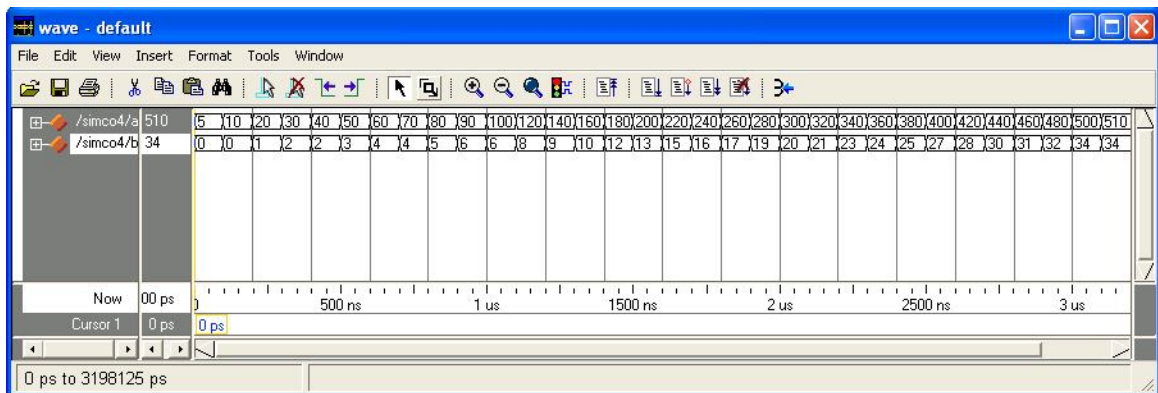 wave - default
File Edit View Insert Format Tools Window
/simco4/a 510 5 10 20 30 40 50 60 70 80 90 100 120 140 160 180 200 220 240 260 280 300 320 340 360 380 400 420 440 460 480 500 510
/simco4/b 34 0 0 1 2 2 3 4 4 5 6 6 8 9 10 12 13 15 16 17 19 20 21 23 24 25 27 28 30 31 32 34 34
Now 00 ps 500 ns 1 us 1500 ns 2 us 2500 ns 3 us
Cursor 1 0 ps 0 ps
0 ps to 3198125 ps